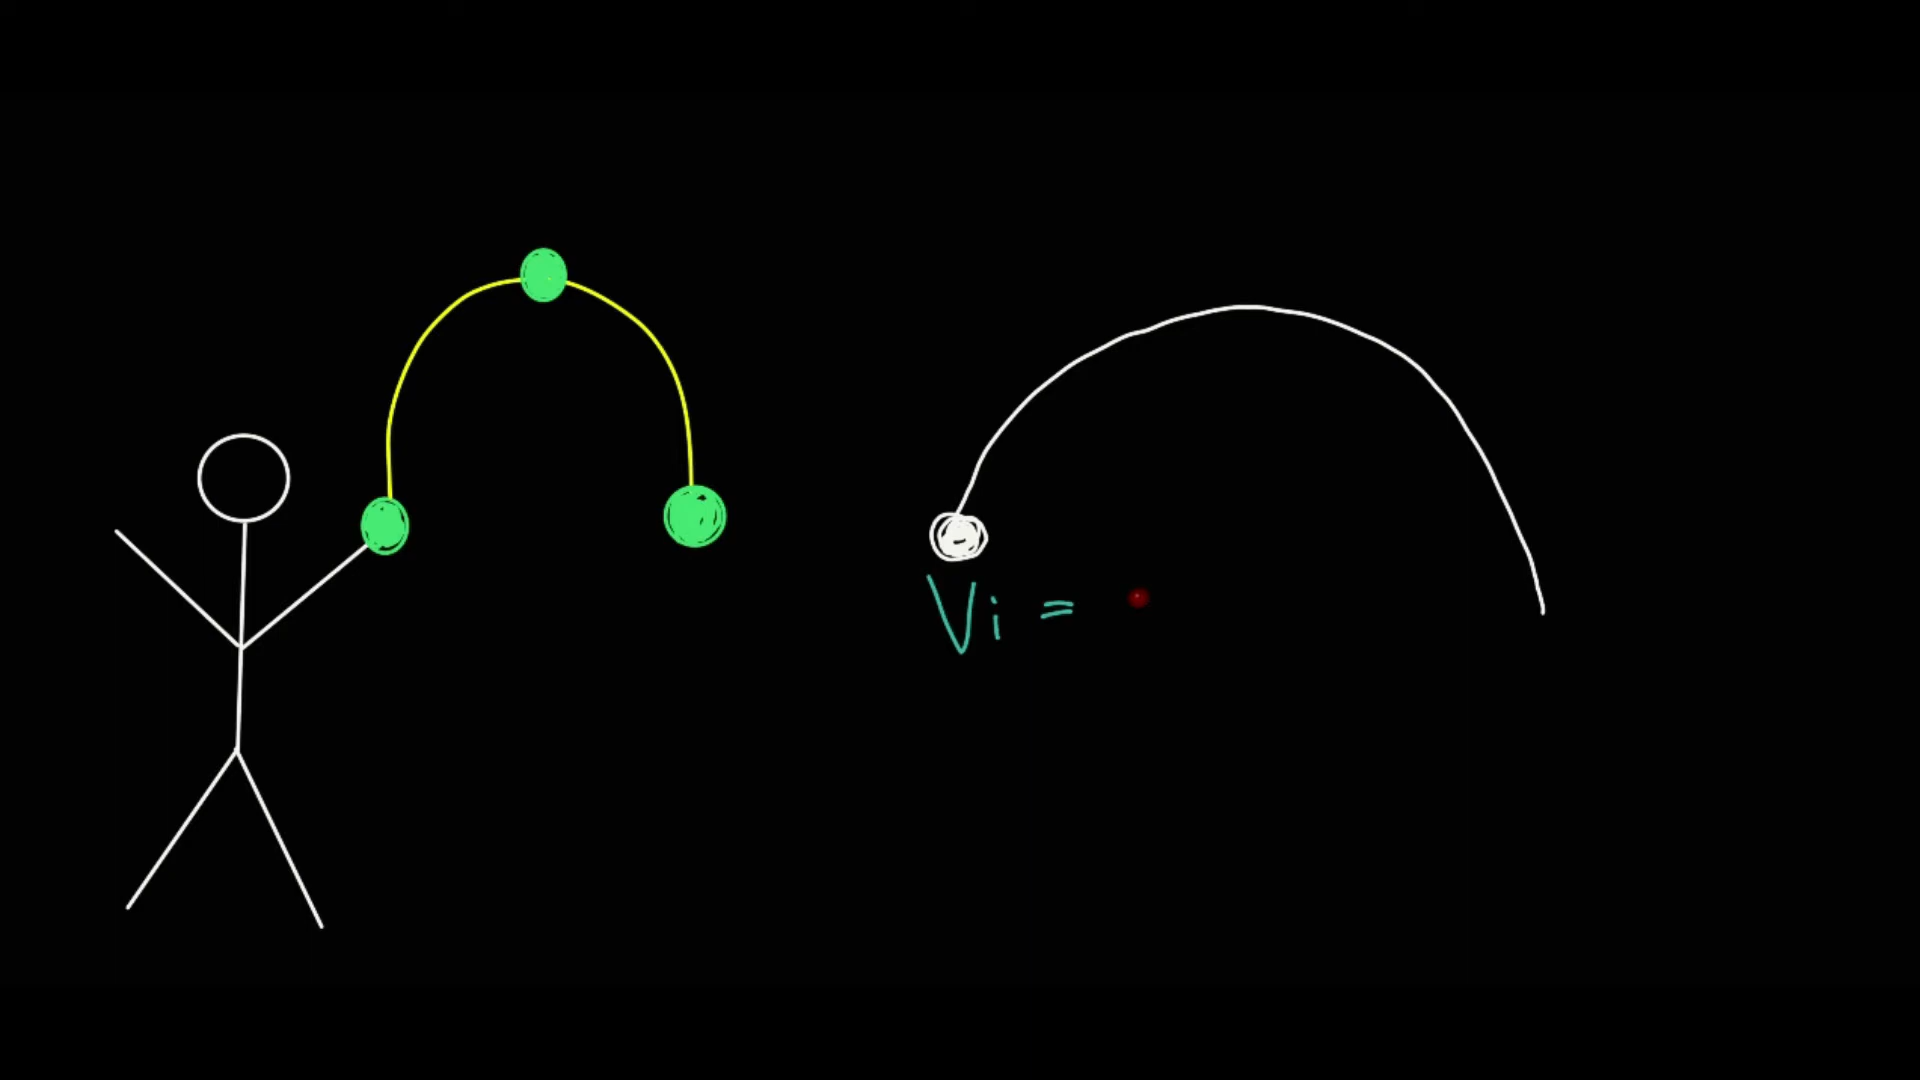 Vi =